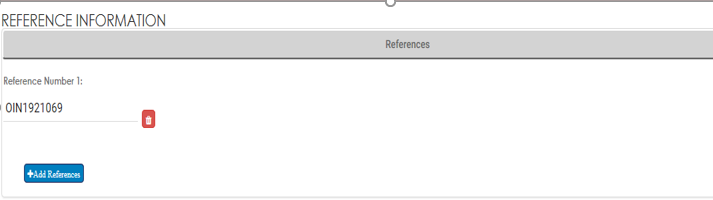 REFERENCE INFORMATION
References
Reference Number 1:
OIN1921069
+Add References